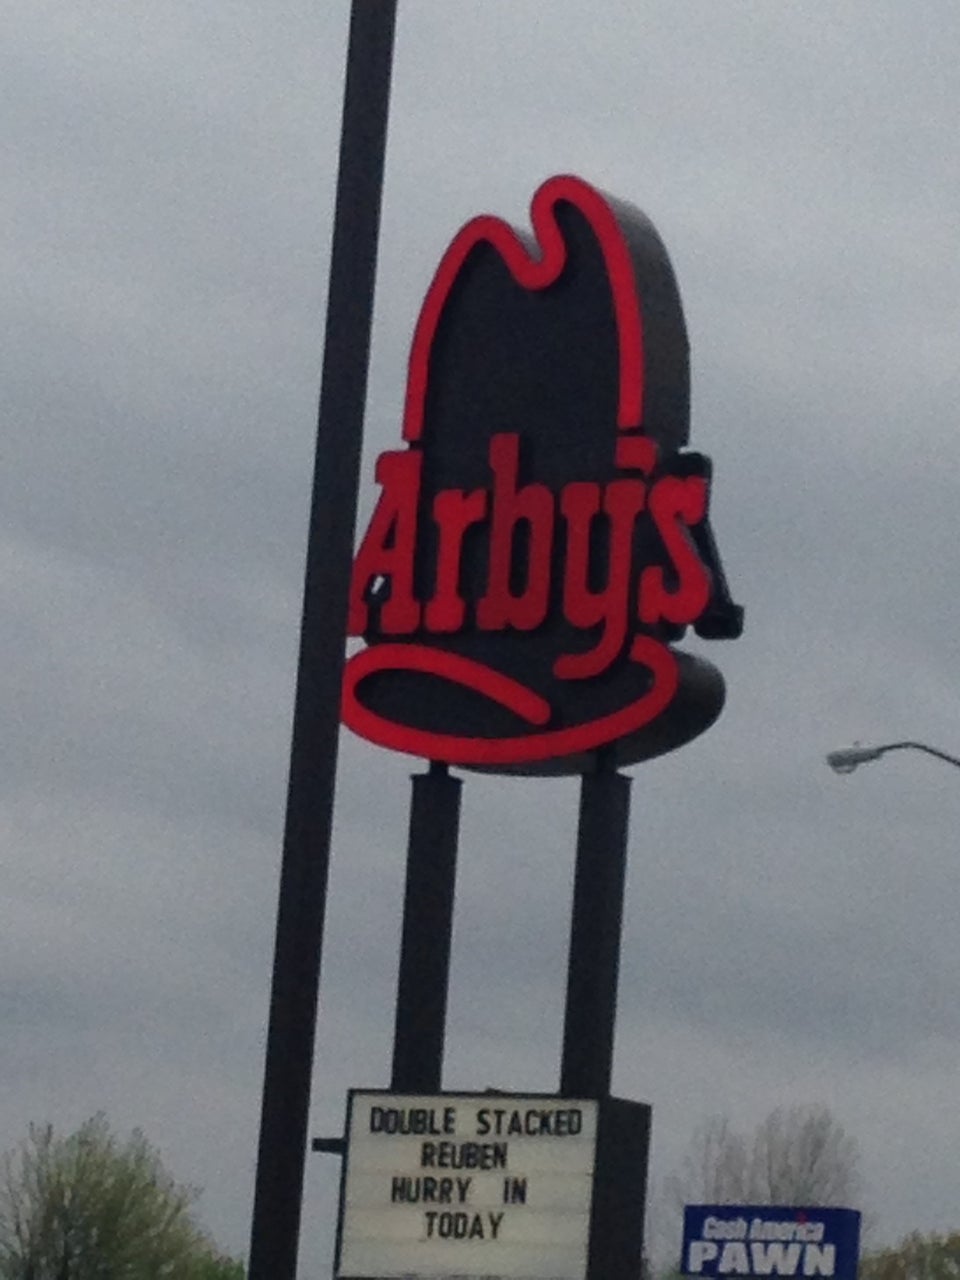 Arby's
DOUBLE STACKED
REUBEN
HURRY IN
TODAY
Cash America
PAWN